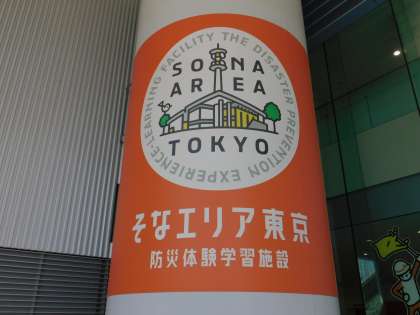 THE DISASTER PREVENTION EXPERIENCE-LEARNING FACILITY
SONA
AREA
TOKYO
そなエリア東京
防災体験学習施設